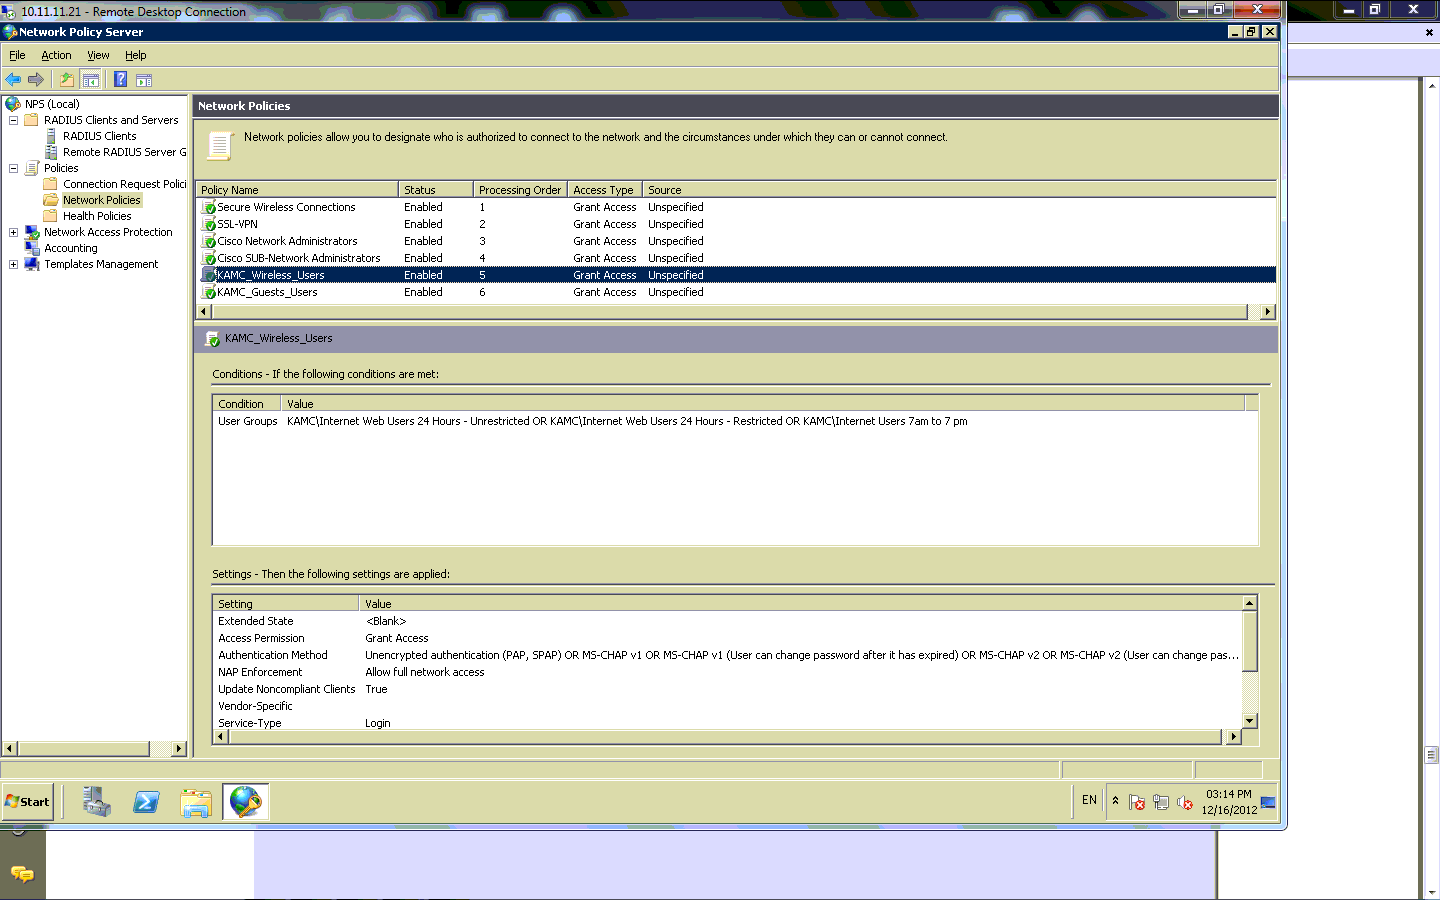 10.11.11.21 - Remote Desktop Connection
Network Policy Server
File Action View Help
NPS (Local)
RADIUS Clients and Servers
RADIUS Clients
Remote RADIUS Server G
Policies
Connection Request Polici
Network Policies
Health Policies
Network Access Protection
Accounting
Templates Management
Network Policies
Network policies allow you to designate who is authorized to connect to the network and the circumstances under which they can or cannot connect.
Policy Name Status Processing Order Access Type Source
Secure Wireless Connections Enabled 1 Grant Access Unspecified
SSL-VPN Enabled 2 Grant Access Unspecified
Cisco Network Administrators Enabled 3 Grant Access Unspecified
Cisco SUB-Network Administrators Enabled 4 Grant Access Unspecified
KAMC_Wireless_Users Enabled 5 Grant Access Unspecified
KAMC_Guests_Users Enabled 6 Grant Access Unspecified
KAMC_Wireless_Users
Conditions - If the following conditions are met:
Condition Value
User Groups KAMC\Internet Web Users 24 Hours - Unrestricted OR KAMC\Internet Web Users 24 Hours - Restricted OR KAMC\Internet Users 7am to 7 pm
Settings - Then the following settings are applied:
Setting Value
Extended State <Blank>
Access Permission Grant Access
Authentication Method Unencrypted authentication (PAP, SPAP) OR MS-CHAP v1 OR MS-CHAP v1 (User can change password after it has expired) OR MS-CHAP v2 OR MS-CHAP v2 (User can change pas...
NAP Enforcement Allow full network access
Update Noncompliant Clients True
Vendor-Specific
Service-Type Login
Start
EN
03:14 PM
12/16/2012